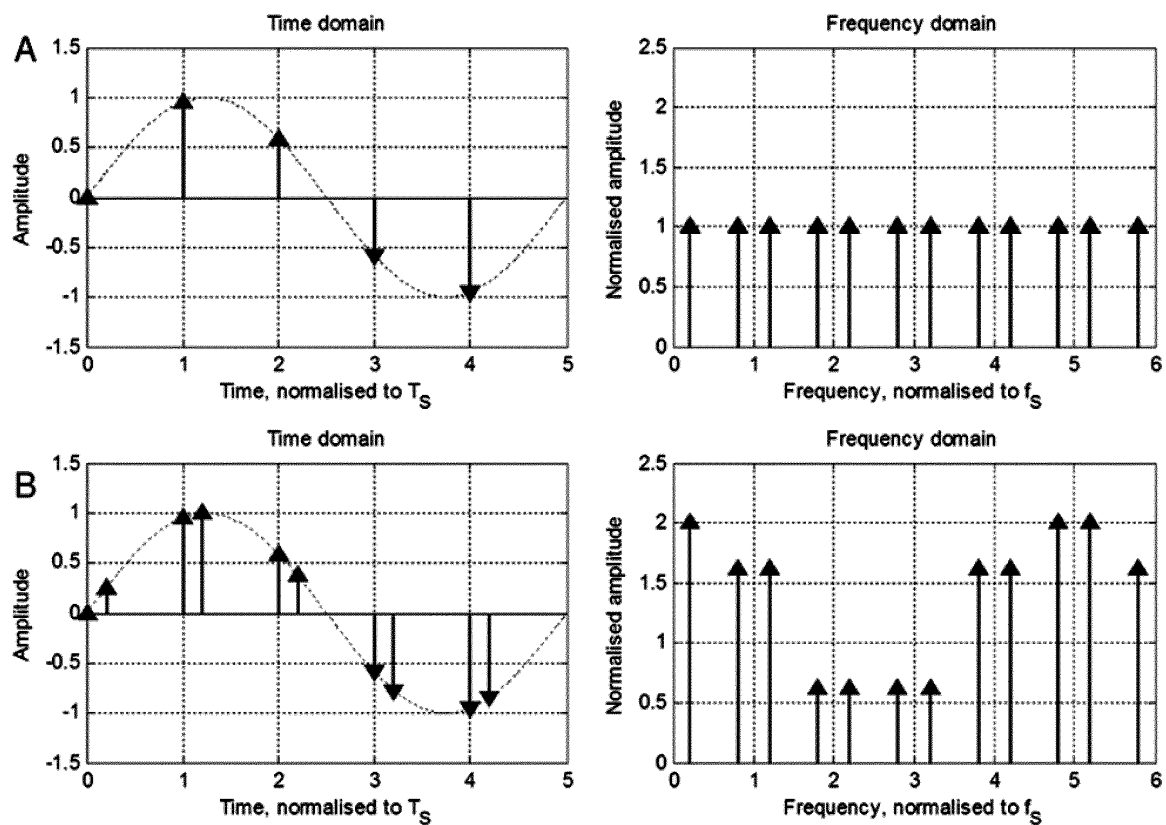 A
Time domain
1.5
1
0.5
0
-0.5
-1
-1.5
Amplitude
0 1 2 3 4 5
Time, normalised to TS
Frequency domain
2.5
2
1.5
1
0.5
0
Normalised amplitude
0 1 2 3 4 5 6
Frequency, normalised to fS
B
Time domain
1.5
1
0.5
0
-0.5
-1
-1.5
Amplitude
0 1 2 3 4 5
Time, normalised to TS
Frequency domain
2.5
2
1.5
1
0.5
0
Normalised amplitude
0 1 2 3 4 5 6
Frequency, normalised to fS